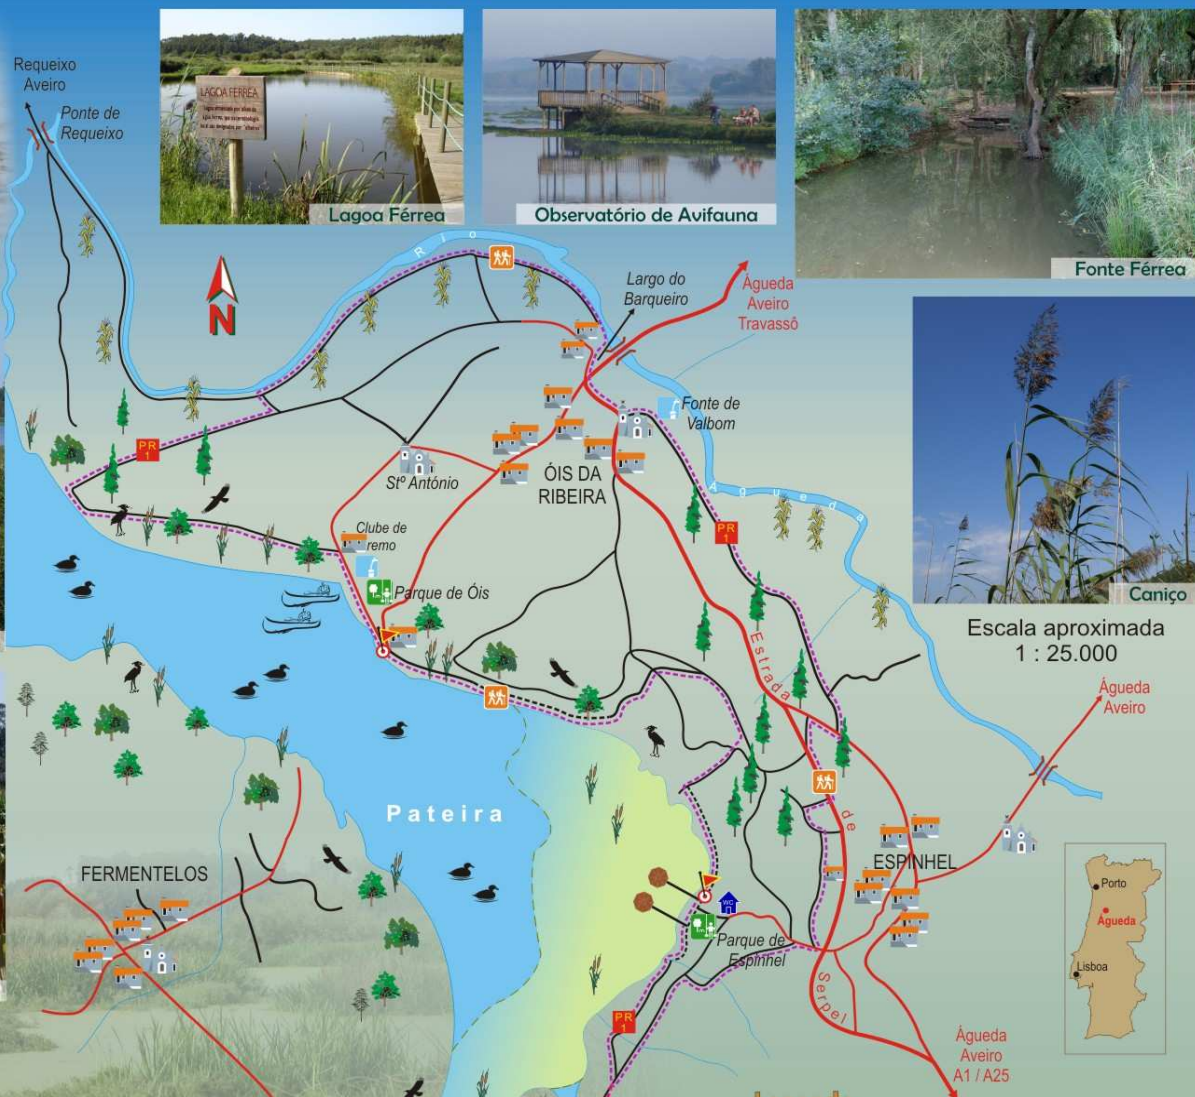 Requeixo
Aveiro
Ponte de
Requeixo
LAGOA FÉRREA
Lagoa Férrea
Observatório de Avifauna
Fonte Férrea
Rio
N
Largo do
Barqueiro
Águeda
Aveiro
Travassô
Fonte de
Valbom
PR
1
Stº António
ÓIS DA
RIBEIRA
Águeda
PR
1
Clube de
remo
Parque de Óis
Caniço
Escala aproximada
1 : 25.000
Estrada de Serpel
Águeda
Aveiro
Pateira
FERMENTELOS
ESPINHEL
WC
Parque de
Espinhel
Porto
Águeda
Lisboa
PR
1
Águeda
Aveiro
A1 / A25